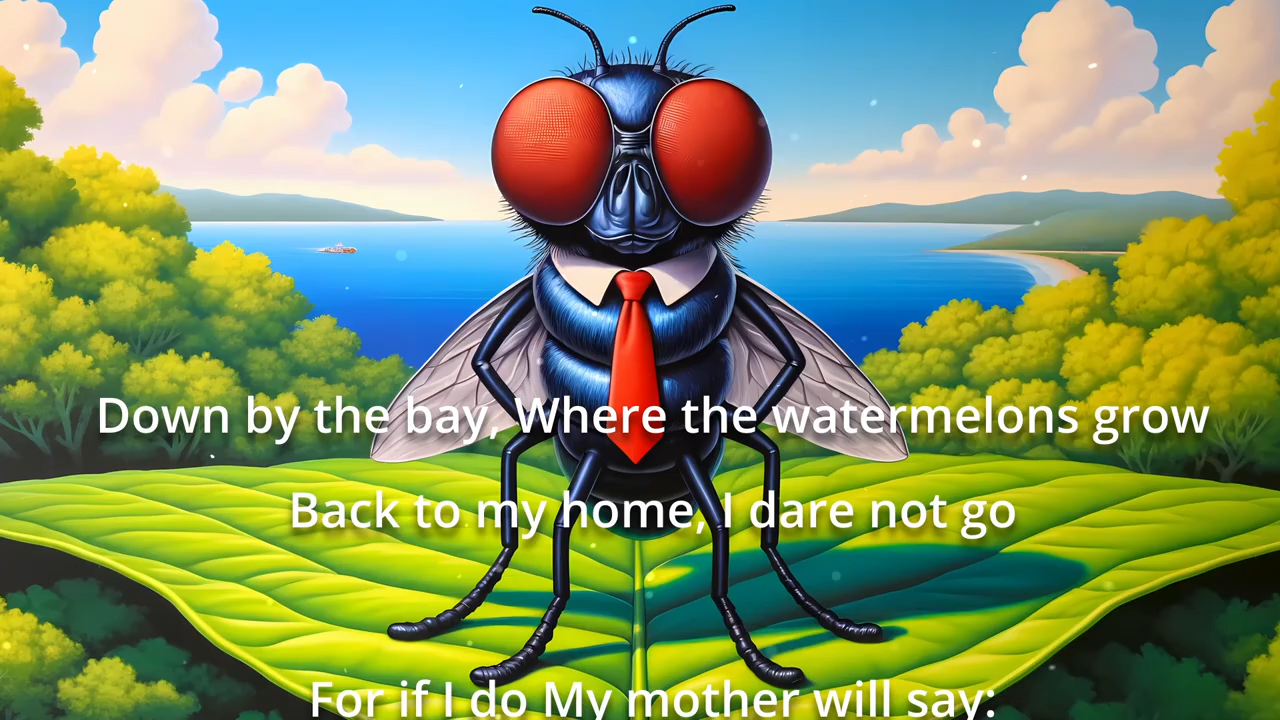 Down by the bay, Where the watermelons grow
Back to my home, I dare not go
For if I do My mother will say: